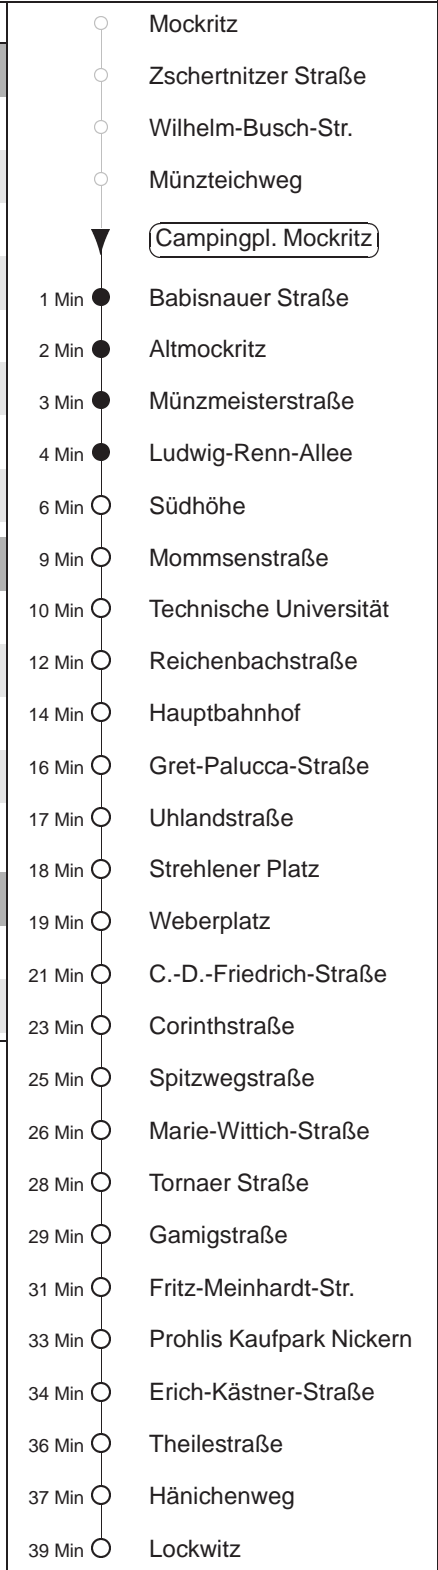 Mockritz
Zschertnitzer Straße
Wilhelm-Busch-Str.
Münzteichweg
Campingpl. Mockritz
1 Min Babisnauer Straße
2 Min Altmockritz
3 Min Münzmeisterstraße
4 Min Ludwig-Renn-Allee
6 Min Südhöhe
9 Min Mommsenstraße
10 Min Technische Universität
12 Min Reichenbachstraße
14 Min Hauptbahnhof
16 Min Gret-Palucca-Straße
17 Min Uhlandstraße
18 Min Strehlener Platz
19 Min Weberplatz
21 Min C.-D.-Friedrich-Straße
23 Min Corinthstraße
25 Min Spitzwegstraße
26 Min Marie-Wittich-Straße
28 Min Tornaer Straße
29 Min Gamigstraße
31 Min Fritz-Meinhardt-Str.
33 Min Prohlis Kaufpark Nickern
34 Min Erich-Kästner-Straße
36 Min Theilestraße
37 Min Hänichenweg
39 Min Lockwitz